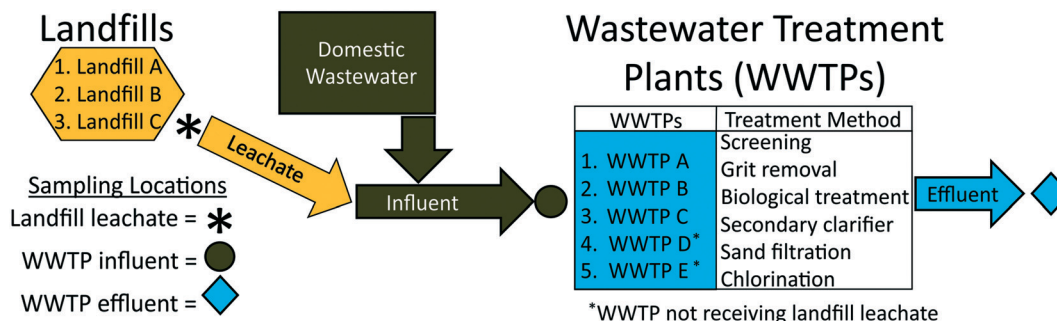 Landfills
1. Landfill A
2. Landfill B
3. Landfill C
*
Leachate
Domestic
Wastewater
Influent
Sampling Locations
Landfill leachate = *
WWTP influent =
WWTP effluent =
Wastewater Treatment
Plants (WWTPs)
WWTPs
1. WWTP A
2. WWTP B
3. WWTP C
4. WWTP D*
5. WWTP E*
Treatment Method
Screening
Grit removal
Biological treatment
Secondary clarifier
Sand filtration
Chlorination
Effluent
*WWTP not receiving landfill leachate